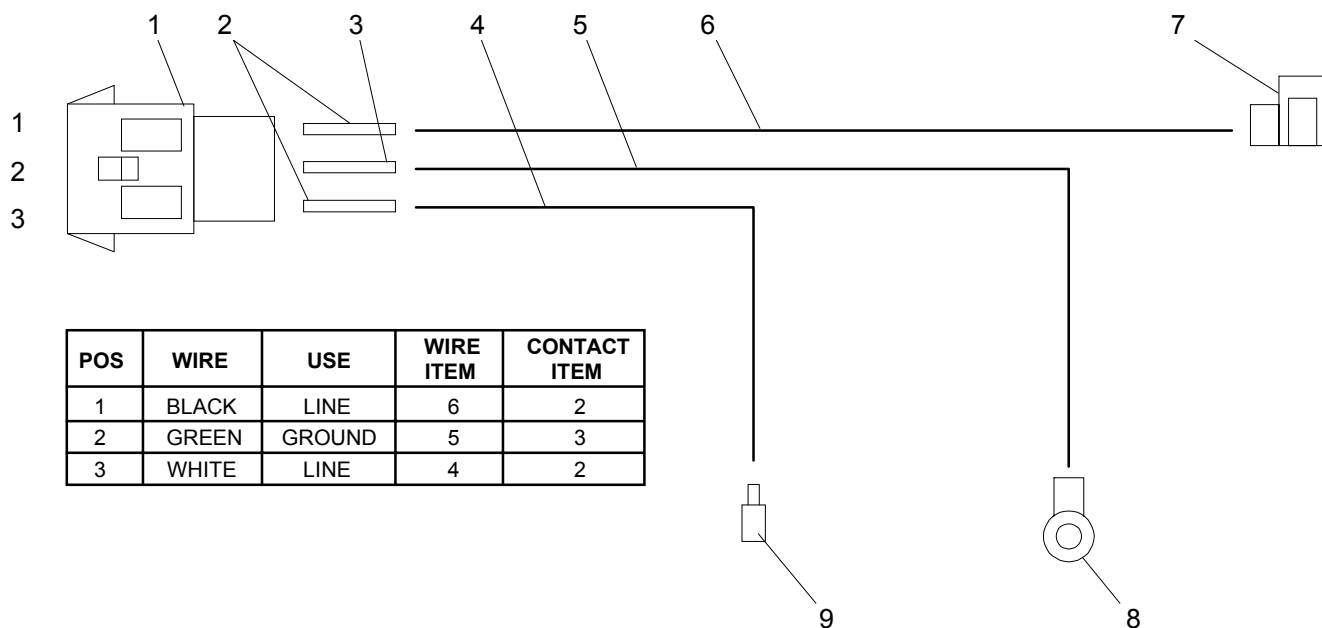 1 2 3 4 5 6 7
1
2
3
POS WIRE USE WIRE ITEM CONTACT ITEM
1 BLACK LINE 6 2
2 GREEN GROUND 5 3
3 WHITE LINE 4 2
9 8